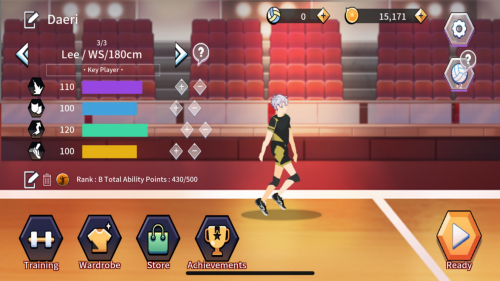 Daeri
0
15,171
3/3
Lee / WS/180cm
?
• Key Player •
?
110
100
120
100
Rank : B Total Ability Points : 430/500
Training
Wardrobe
Store
Achievements
Ready